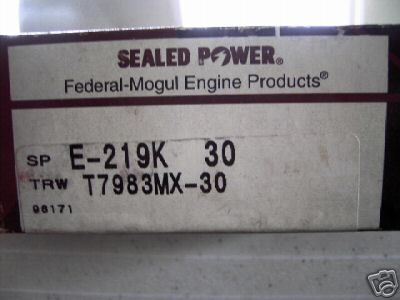 SEALED POWER®
Federal-Mogul Engine Products®
SP E-219K 30
TRW T7983MX-30
98171